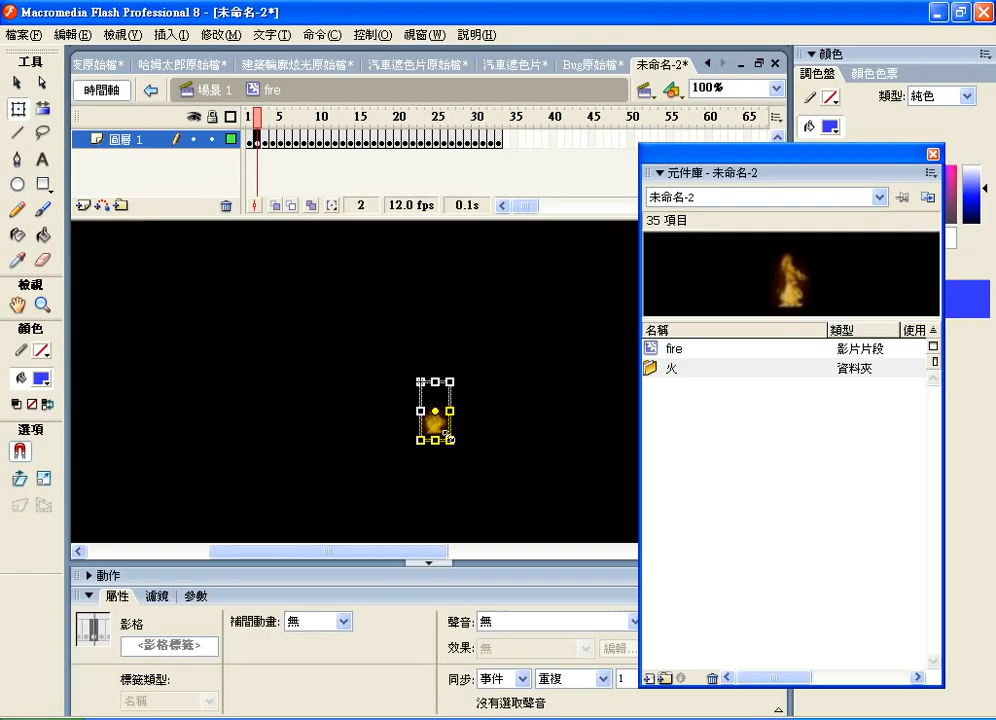 Macromedia Flash Professional 8 - [未命名-2*]
檔案(F) 編輯(E) 檢視(V) 插入(I) 修改(M) 文字(T) 命令(C) 控制(O) 視窗(W) 說明(H)
工具
原始檔* 哈姆太郎原始檔* 建築輪廓炫光原始檔* 汽車遮色片原始檔* 汽車遮色片* Bug原始檔* 未命名-2*
時間軸 場景 1 fire 100%
1 5 10 15 20 25 30 35 40 45 50 55 60 65
圖層 1
2 12.0 fps 0.1s
檢視
顏色
選項
顏色
調色盤 顏色色票
類型: 純色
元件庫 - 未命名-2
未命名-2
35 項目
名稱 類型 使用
fire 影片片段
火 資料夾
動作
屬性 濾鏡 參數
影格
<影格標籤>
標籤類型:
名稱
補間動畫: 無
聲音: 無
效果: 無 編輯...
同步: 事件 重複 1
沒有選取聲音